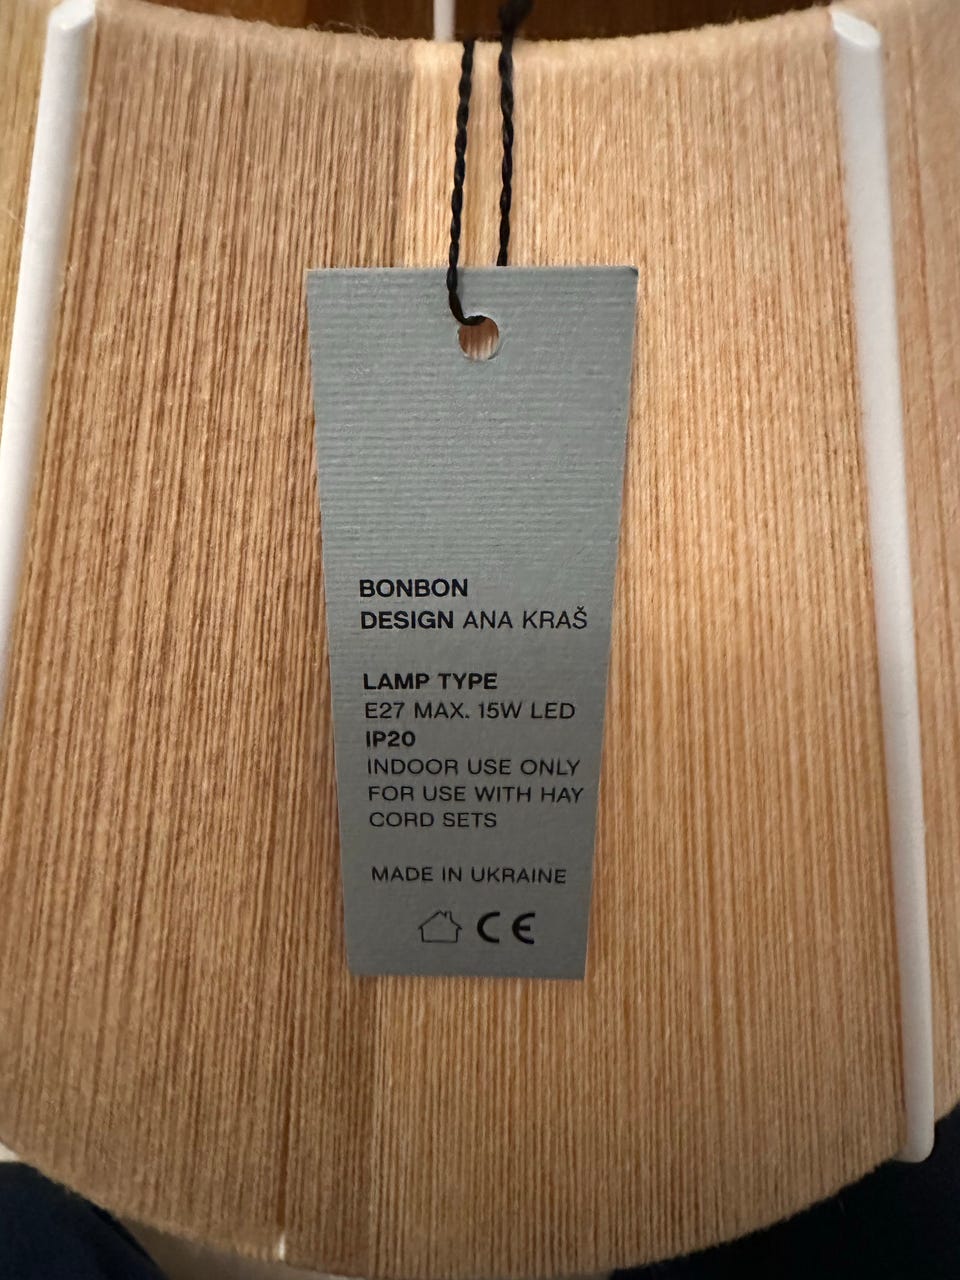 BONBON
DESIGN ANA KRAŠ
LAMP TYPE
E27 MAX. 15W LED
IP20
INDOOR USE ONLY
FOR USE WITH HAY
CORD SETS
MADE IN UKRAINE
CE